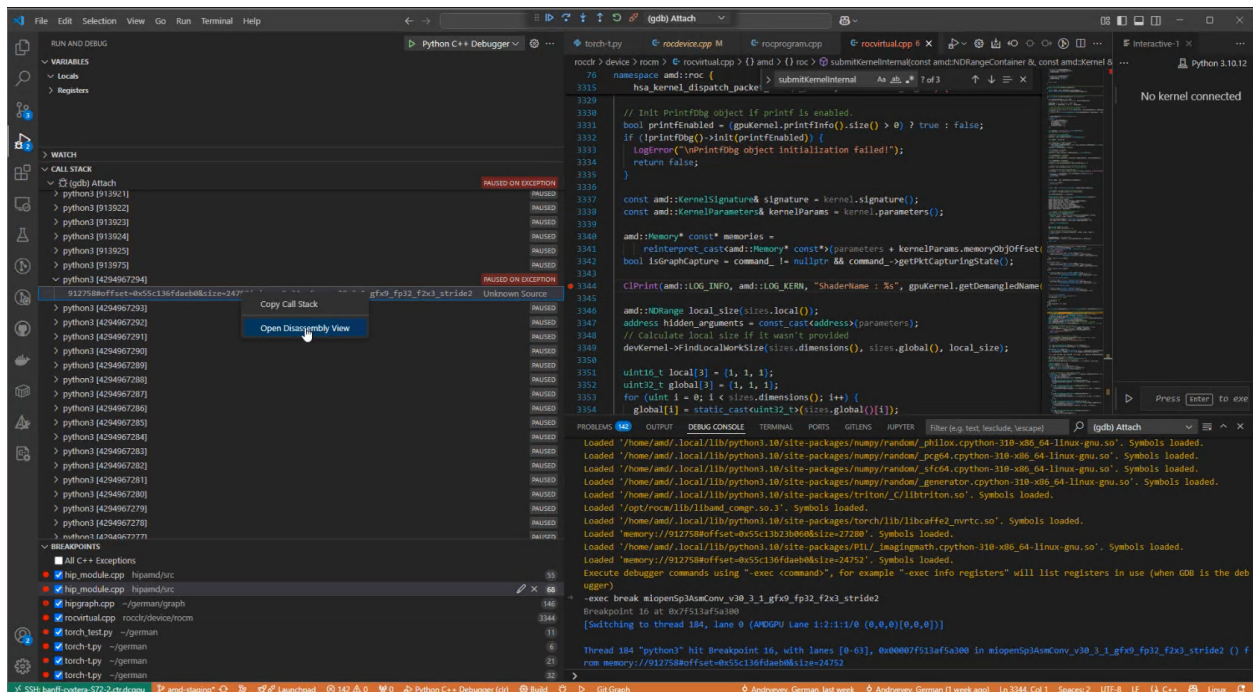 File Edit Selection View Go Run Terminal Help
(gdb) Attach
RUN AND DEBUG
Python C++ Debugger
VARIABLES
Locals
Registers
WATCH
CALL STACK
(gdb) Attach PAUSED ON EXCEPTION
python3 [913921] PAUSED
python3 [913922] PAUSED
python3 [913923] PAUSED
python3 [913924] PAUSED
python3 [913925] PAUSED
python3 [913975] PAUSED
python3 [4294967294] PAUSED ON EXCEPTION
912758#offset=0x55c136fdaeb0&size=247 gfx9_fp32_f2x3_stride2 Unknown Source
Copy Call Stack
Open Disassembly View
python3 [4294967293] PAUSED
python3 [4294967292] PAUSED
python3 [4294967291] PAUSED
python3 [4294967290] PAUSED
python3 [4294967289] PAUSED
python3 [4294967288] PAUSED
python3 [4294967287] PAUSED
python3 [4294967286] PAUSED
python3 [4294967285] PAUSED
python3 [4294967284] PAUSED
python3 [4294967283] PAUSED
python3 [4294967282] PAUSED
python3 [4294967281] PAUSED
python3 [4294967280] PAUSED
python3 [4294967279] PAUSED
python3 [4294967278] PAUSED
python3 [4294967277] PAUSED
BREAKPOINTS
All C++ Exceptions
hip_module.cpp hipamd/src 55
hip_module.cpp hipamd/src 68
hipgraph.cpp ~/german/graph 146
rocvirtual.cpp rocclr/device/rocm 3344
torch_test.py ~/german 11
torch-t.py ~/german 6
torch-t.py ~/german 21
torch-t.py ~/german 32
torch-t.py rocdevice.cpp M rocprogram.cpp rocvirtual.cpp 6
rocclr > device > rocm > rocvirtual.cpp > {} amd > {} roc > submitKernelInternal(const amd::NDRangeContainer &, const amd::Kernel &
submitKernelInternal Aa ab ? of 3
76 namespace amd::roc {
3315 hsa_kernel_dispatch_packet
3329
3330 // Init PrintfDbg object if printf is enabled.
3331 bool printfEnabled = (gpuKernel.printfInfo().size() > 0) ? true : false;
3332 if (!printfDbg()->init(printfEnabled)) {
3333 LogError("\nPrintfDbg object initialization failed!");
3334 return false;
3335 }
3336
3337 const amd::KernelSignature& signature = kernel.signature();
3338 const amd::KernelParameters& kernelParams = kernel.parameters();
3339
3340 amd::Memory* const* memories =
3341 reinterpret_cast<amd::Memory* const*>(parameters + kernelParams.memoryObjOffset(
3342 bool isGraphCapture = command_ != nullptr && command_->getPktCapturingState();
3343
3344 ClPrint(amd::LOG_INFO, amd::LOG_KERN, "ShaderName : %s", gpuKernel.getDemangledName(
3345
3346 amd::NDRange local_size(sizes.local());
3347 address hidden_arguments = const_cast<address>(parameters);
3348 // Calculate local size if it wasn't provided
3349 devKernel->FindLocalWorkSize(sizes.dimensions(), sizes.global(), local_size);
3350
3351 uint16_t local[3] = {1, 1, 1};
3352 uint32_t global[3] = {1, 1, 1};
3353 for (uint i = 0; i < sizes.dimensions(); i++) {
3354 global[i] = static_cast<uint32_t>(sizes.global()[i]);
Interactive-1
Python 3.10.12
No kernel connected
Press Enter to exe
PROBLEMS 142 OUTPUT DEBUG CONSOLE TERMINAL PORTS GITLENS JUPYTER Filter (e.g. text, !exclude, \escape) (gdb) Attach
Loaded '/home/amd/.local/lib/python3.10/site-packages/numpy/random/_philox.cpython-310-x86_64-linux-gnu.so'. Symbols loaded.
Loaded '/home/amd/.local/lib/python3.10/site-packages/numpy/random/_pcg64.cpython-310-x86_64-linux-gnu.so'. Symbols loaded.
Loaded '/home/amd/.local/lib/python3.10/site-packages/numpy/random/_sfc64.cpython-310-x86_64-linux-gnu.so'. Symbols loaded.
Loaded '/home/amd/.local/lib/python3.10/site-packages/numpy/random/_generator.cpython-310-x86_64-linux-gnu.so'. Symbols loaded.
Loaded '/home/amd/.local/lib/python3.10/site-packages/triton/_C/libtriton.so'. Symbols loaded.
Loaded '/opt/rocm/lib/libamd_comgr.so.3'. Symbols loaded.
Loaded '/home/amd/.local/lib/python3.10/site-packages/torch/lib/libcaffe2_nvrtc.so'. Symbols loaded.
Loaded 'memory://912758#offset=0x55c13b23b060&size=27280'. Symbols loaded.
Loaded '/home/amd/.local/lib/python3.10/site-packages/PIL/_imagingmath.cpython-310-x86_64-linux-gnu.so'. Symbols loaded.
Loaded 'memory://912758#offset=0x55c136fdaeb0&size=24752'. Symbols loaded.
Execute debugger commands using "-exec <command>", for example "-exec info registers" will list registers in use (when GDB is the deb
ugger)
-exec break miopenSp3AsmConv_v30_3_1_gfx9_fp32_f2x3_stride2
Breakpoint 16 at 0x7f513af5a300
[Switching to thread 184, lane 0 (AMDGPU Lane 1:2:1:1/0 (0,0,0)[0,0,0])]
Thread 184 "python3" hit Breakpoint 16, with lanes [0-63], 0x00007f513af5a300 in miopenSp3AsmConv_v30_3_1_gfx9_fp32_f2x3_stride2 () f
rom memory://912758#offset=0x55c136fdaeb0&size=24752
SSH: amd-staging* Launchpad 142 0 0 Python C++ Debugger Build Git Graph Andryeyev, German, last week Andryeyev, German (1 week ago) Ln 3344, Col 1 Spaces: 2 UTF-8 LF C++ Linux